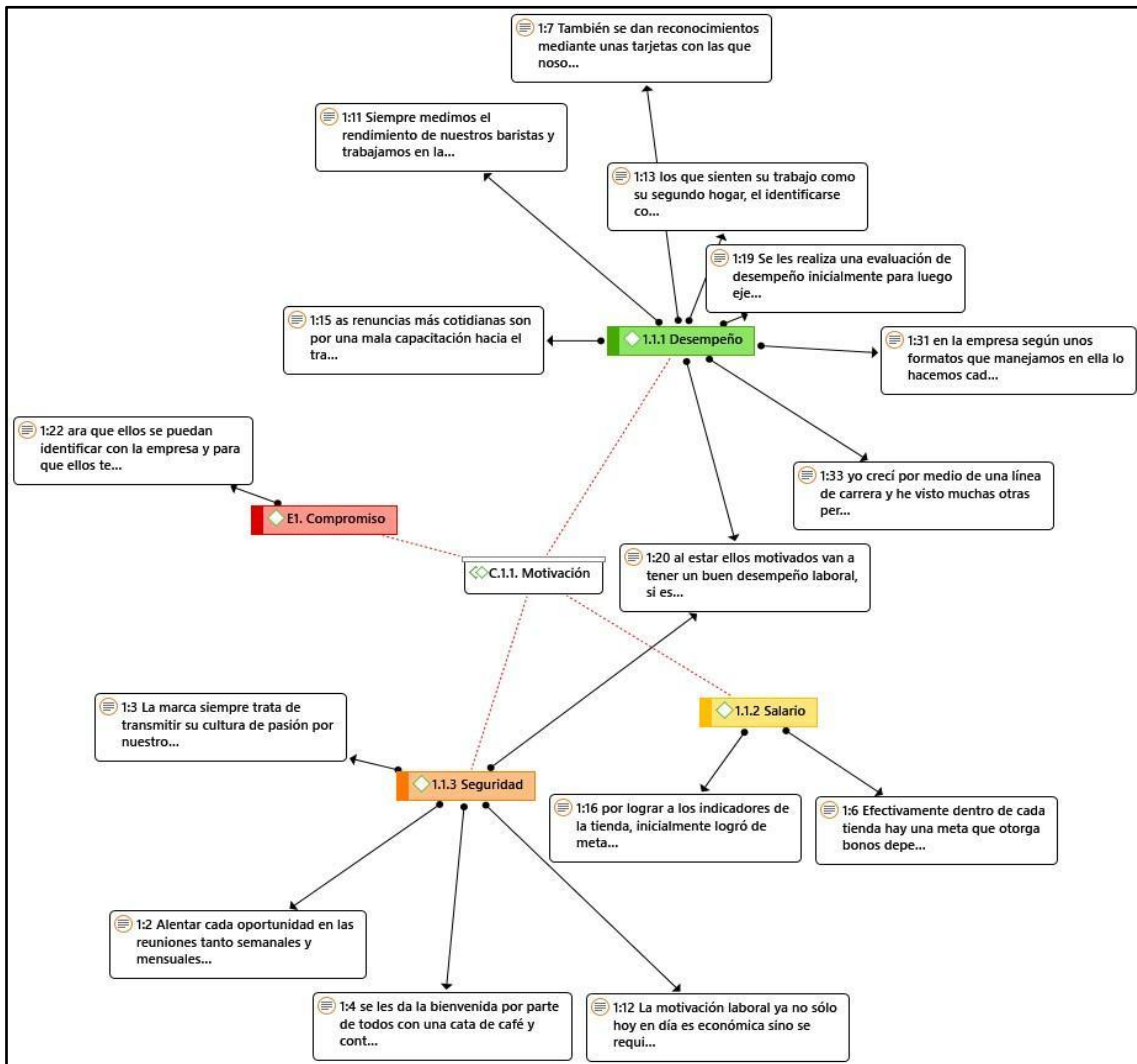 1:7 También se dan reconocimientos
mediante unas tarjetas con las que
noso...
1:11 Siempre medimos el
rendimiento de nuestros baristas y
trabajamos en la...
1:13 los que sienten su trabajo como
su segundo hogar, el identificarse
co...
1:19 Se les realiza una evaluación de
desempeño inicialmente para luego
eje...
1:15 as renuncias más cotidianas son
por una mala capacitación hacia el
tra...
1.1.1 Desempeño
1:31 en la empresa según unos
formatos que manejamos en ella lo
hacemos cad...
1:22 ara que ellos se puedan
identificar con la empresa y para
que ellos te...
1:33 yo crecí por medio de una línea
de carrera y he visto muchas otras
per...
E1. Compromiso
C.1.1. Motivación
1:20 al estar ellos motivados van a
tener un buen desempeño laboral,
si es...
1:3 La marca siempre trata de
transmitir su cultura de pasión por
nuestro...
1.1.2 Salario
1.1.3 Seguridad
1:16 por lograr a los indicadores de
la tienda, inicialmente logró de
meta...
1:6 Efectivamente dentro de cada
tienda hay una meta que otorga
bonos depe...
1:2 Alentar cada oportunidad en las
reuniones tanto semanales y
mensuales...
1:4 se les da la bienvenida por parte
de todos con una cata de café y
cont...
1:12 La motivación laboral ya no sólo
hoy en día es económica sino se
requi...